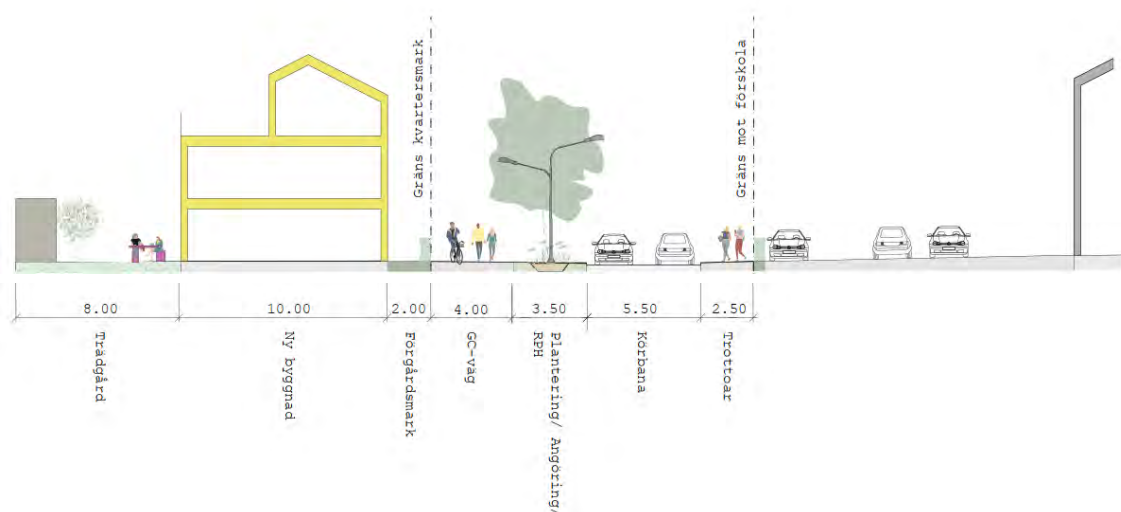 Gräns kvartersmark
Gräns mot förskola
8.00
10.00
2.00
4.00
3.50
5.50
2.50
Trädgård
Ny byggnad
Förgårdsmark
GC-väg
Plantering/ Angöring/
RPH
Körbana
Trottoar